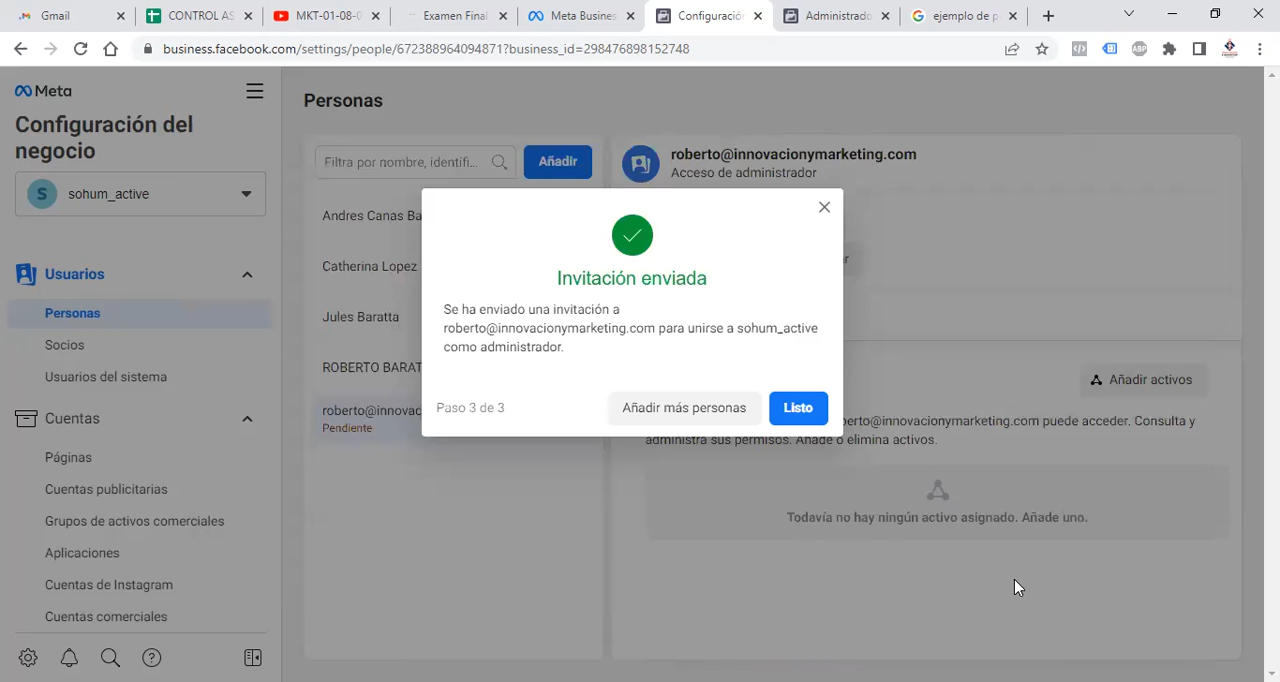 Gmail
CONTROL AS
MKT-01-08-0
Examen Final
Meta Busines
Configuración
Administrado
ejemplo de p
business.facebook.com/settings/people/672388964094871?business_id=298476898152748
ABP
Meta
Configuración del
negocio
S
sohum_active
Usuarios
Personas
Socios
Usuarios del sistema
Cuentas
Páginas
Cuentas publicitarias
Grupos de activos comerciales
Aplicaciones
Cuentas de Instagram
Cuentas comerciales
Personas
Filtra por nombre, identifi...
Añadir
Andres Canas Ba
Catherina Lopez
Jules Baratta
ROBERTO BARAT
roberto@innovac
Pendiente
roberto@innovacionymarketing.com
Acceso de administrador
r
Añadir activos
berto@innovacionymarketing.com puede acceder. Consulta y
administra sus permisos. Añade o elimina activos.
Todavía no hay ningún activo asignado. Añade uno.
Invitación enviada
Se ha enviado una invitación a
roberto@innovacionymarketing.com para unirse a sohum_active
como administrador.
Paso 3 de 3
Añadir más personas
Listo